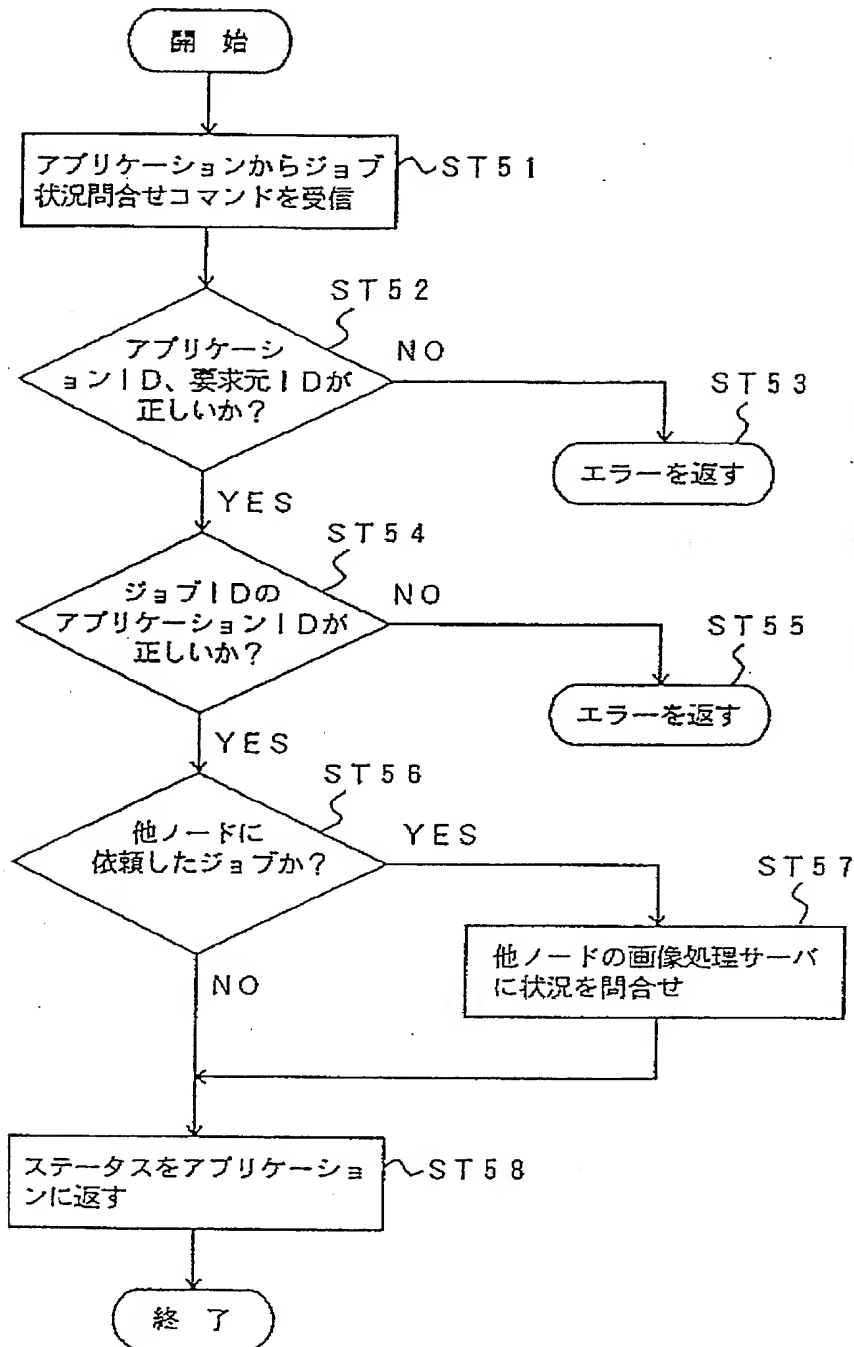 開 始
アプリケーションからジョブ
状況問合せコマンドを受信
ST51
ST52
アプリケーシ
ョンID、要求元IDが
正しいか?
NO
ST53
エラーを返す
YES
ST54
ジョブIDの
アプリケーションIDが
正しいか?
NO
ST55
エラーを返す
YES
ST56
他ノードに
依頼したジョブか?
YES
ST57
他ノードの画像処理サーバ
に状況を問合せ
NO
ステータスをアプリケーショ
ンに返す
ST58
終 了